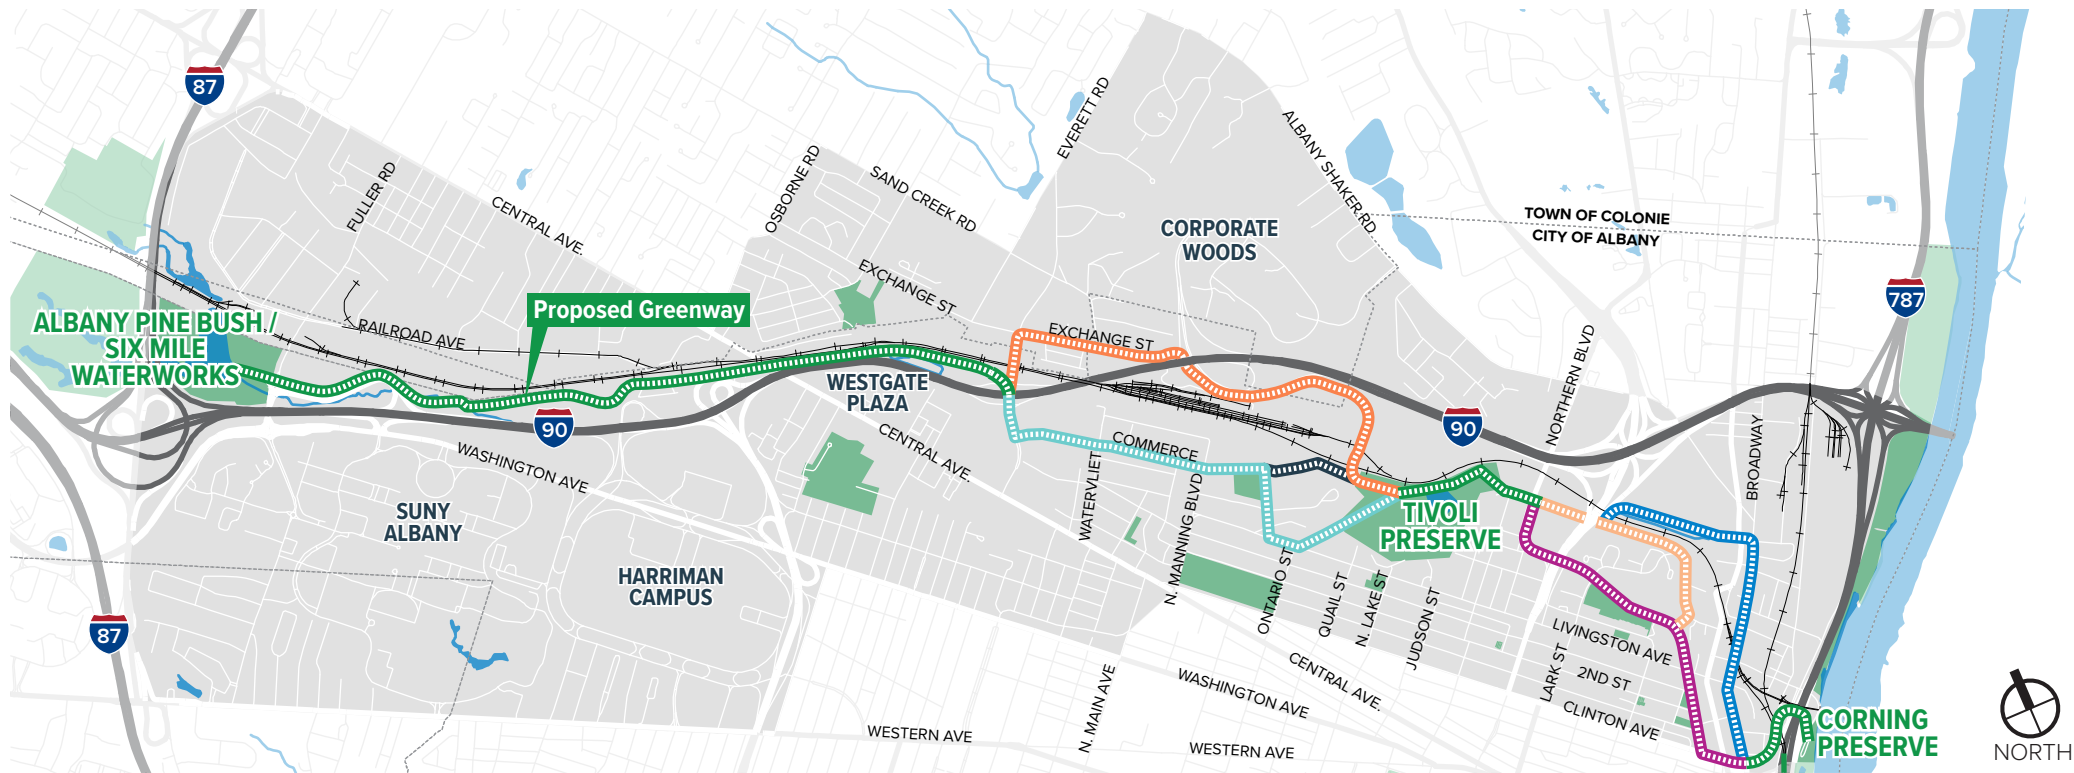 87
EVERETT RD
ALBANY SHAKER RD
OSBORNE RD
FULLER RD
SAND CREEK RD
CENTRAL AVE.
TOWN OF COLONIE
CITY OF ALBANY
CORPORATE
WOODS
EXCHANGE ST
787
Proposed Greenway
ALBANY PINE BUSH /
SIX MILE
WATERWORKS
RAILROAD AVE
EXCHANGE ST
NORTHERN BLVD
WESTGATE
PLAZA
90
90
BROADWAY
CENTRAL AVE.
COMMERCE
WASHINGTON AVE
WATERVLIET
N. MANNING BLVD
SUNY
ALBANY
TIVOLI
PRESERVE
HARRIMAN
CAMPUS
ONTARIO ST
QUAIL ST
N. LAKE ST
JUDSON ST
87
LIVINGSTON AVE
LARK ST
2ND ST
CLINTON AVE
CENTRAL AVE.
WASHINGTON AVE
N. MAIN AVE
WESTERN AVE
WESTERN AVE
CORNING
PRESERVE
NORTH